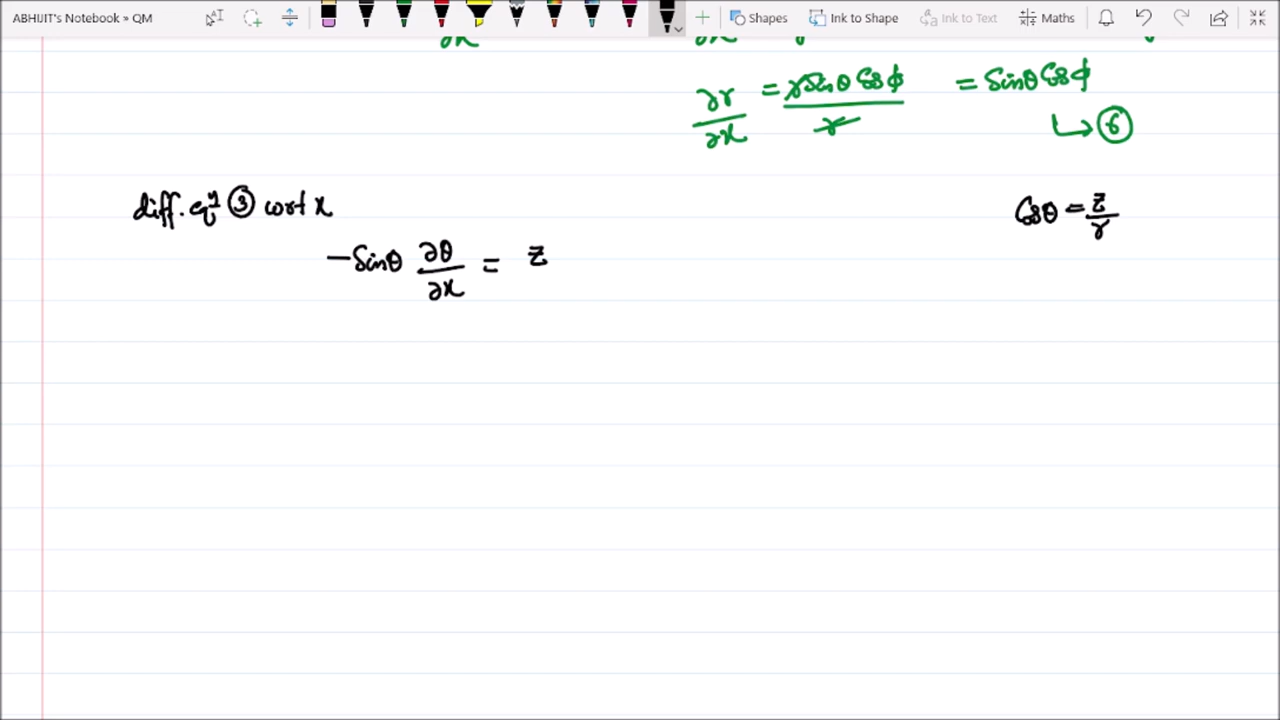 ABHIJIT's Notebook » QM Shapes Ink to Shape Ink to Text Maths
∂x ∂x
∂r/∂x = r Sinθ Cosϕ / r = Sinθ Cosϕ
↳ ⑥
diff. eqⁿ ③ wrt x Cosθ = z/r
-Sinθ ∂θ/∂x = z